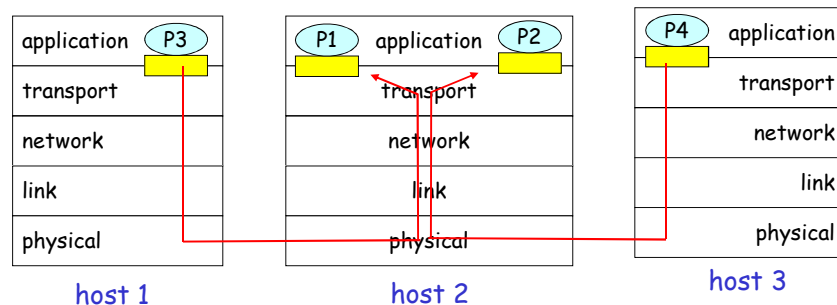 application P3
transport
network
link
physical
host 1
P1 application P2
transport
network
link
physical
host 2
P4 application
transport
network
link
physical
host 3